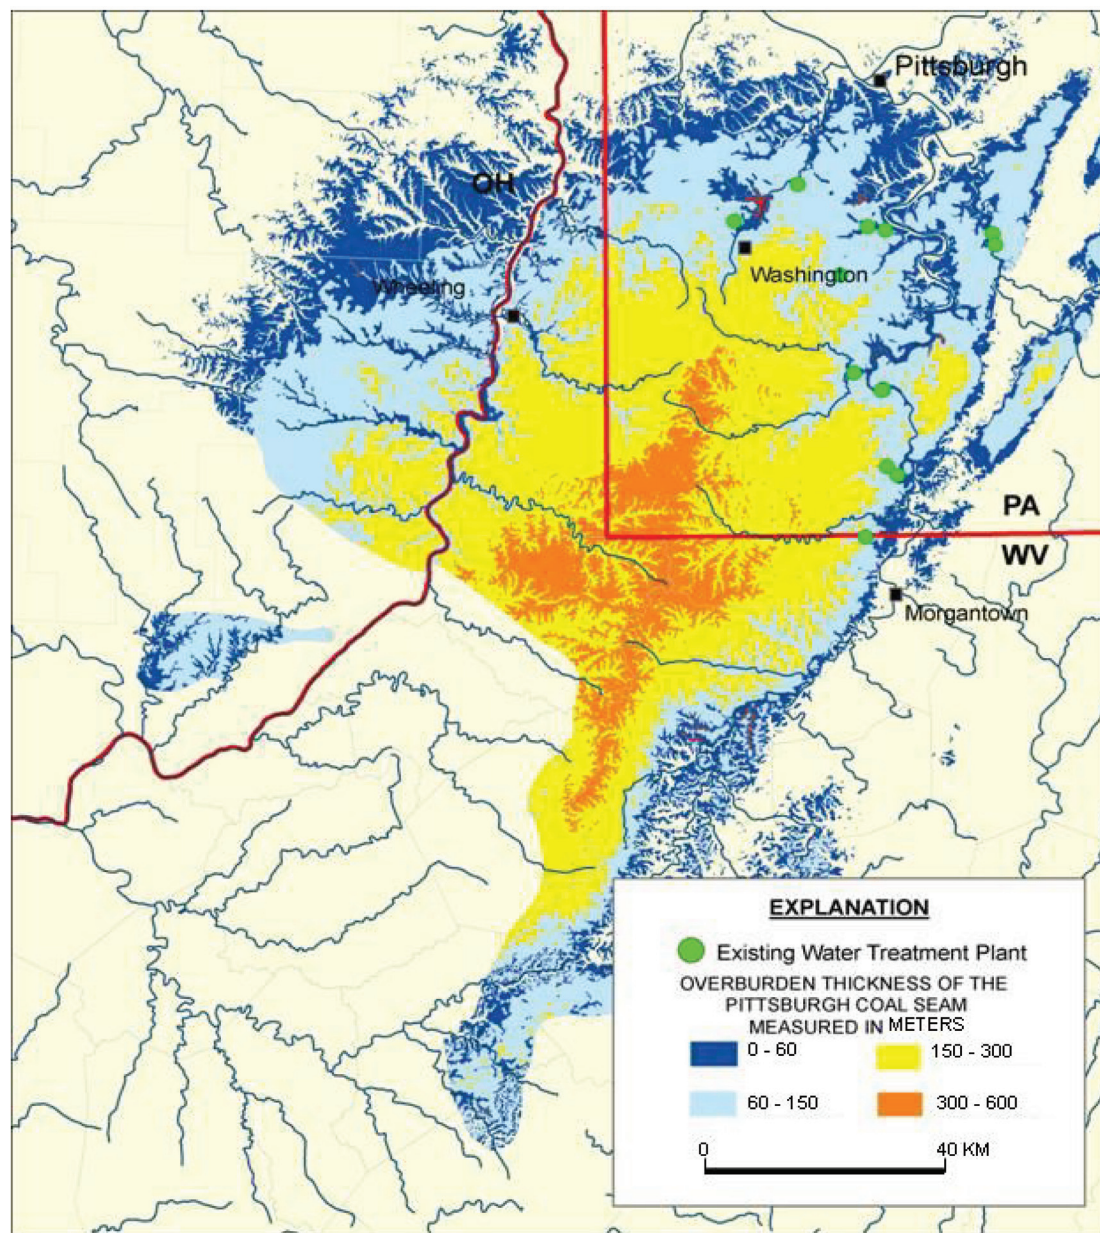 Pittsburgh
OH
Washington
Wheeling
PA
WV
Morgantown
EXPLANATION
Existing Water Treatment Plant
OVERBURDEN THICKNESS OF THE
PITTSBURGH COAL SEAM
MEASURED IN METERS
0 - 60
150 - 300
60 - 150
300 - 600
0
40 KM